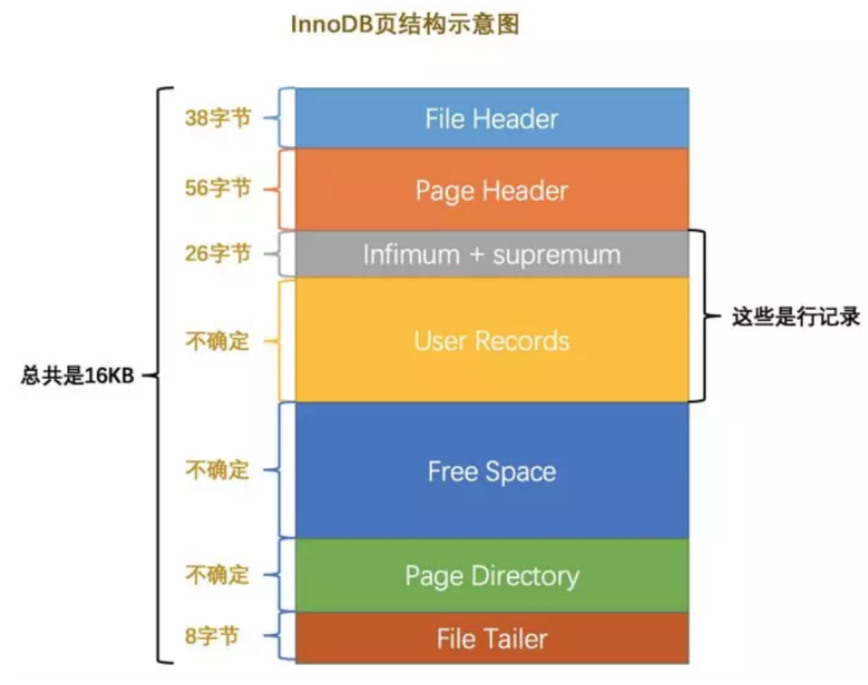 InnoDB页结构示意图
38字节
File Header
56字节
Page Header
26字节
Infimum + supremum
不确定
User Records
这些是行记录
总共是16KB
不确定
Free Space
不确定
Page Directory
8字节
File Tailer